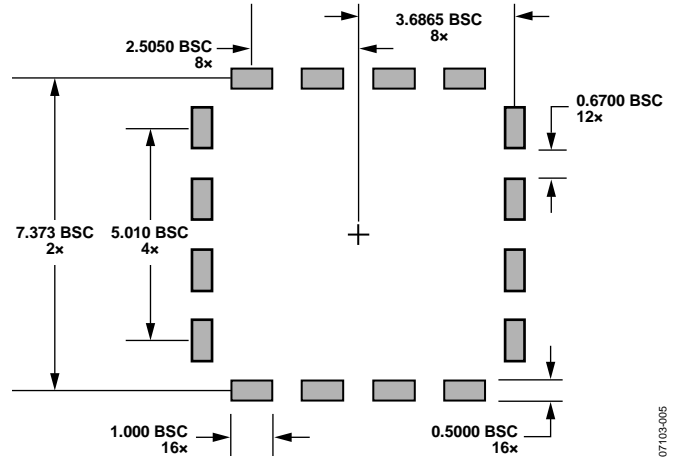 2.5050 BSC
8×
3.6865 BSC
8×
0.6700 BSC
12×
7.373 BSC
2×
5.010 BSC
4×
1.000 BSC
16×
0.5000 BSC
16×
07103-005